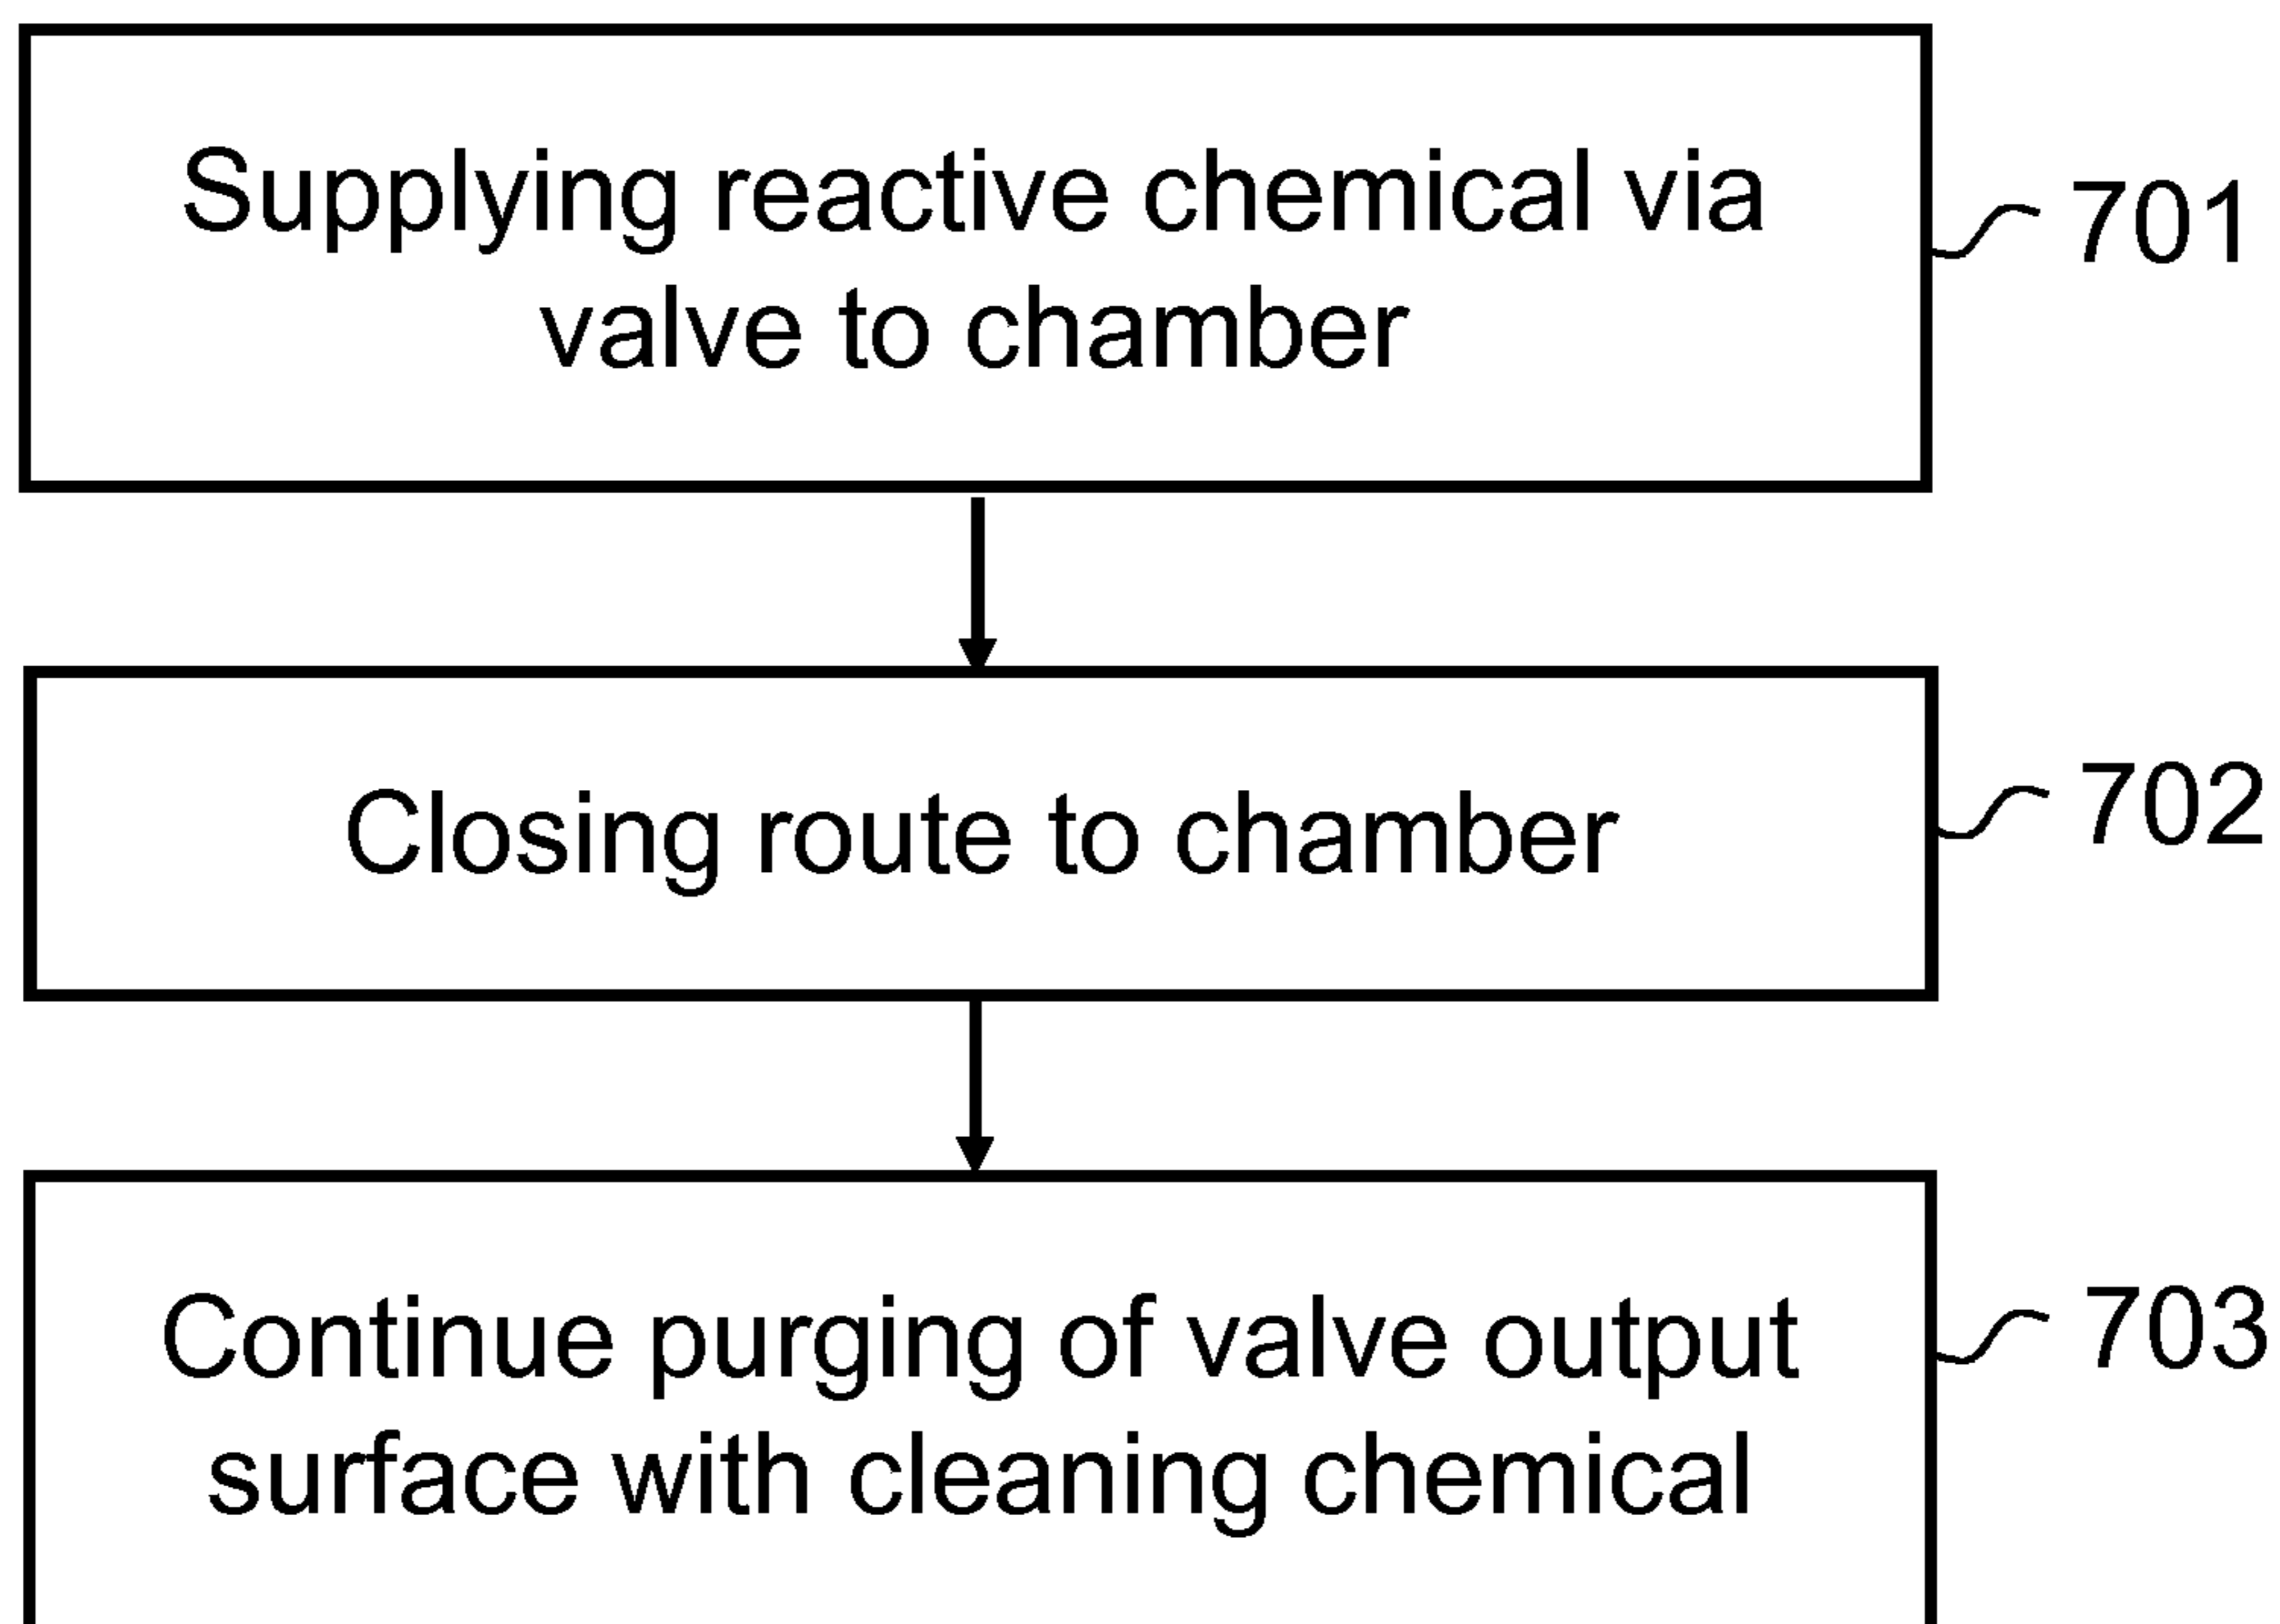 Supplying reactive chemical via
valve to chamber
701
Closing route to chamber
702
Continue purging of valve output
surface with cleaning chemical
703